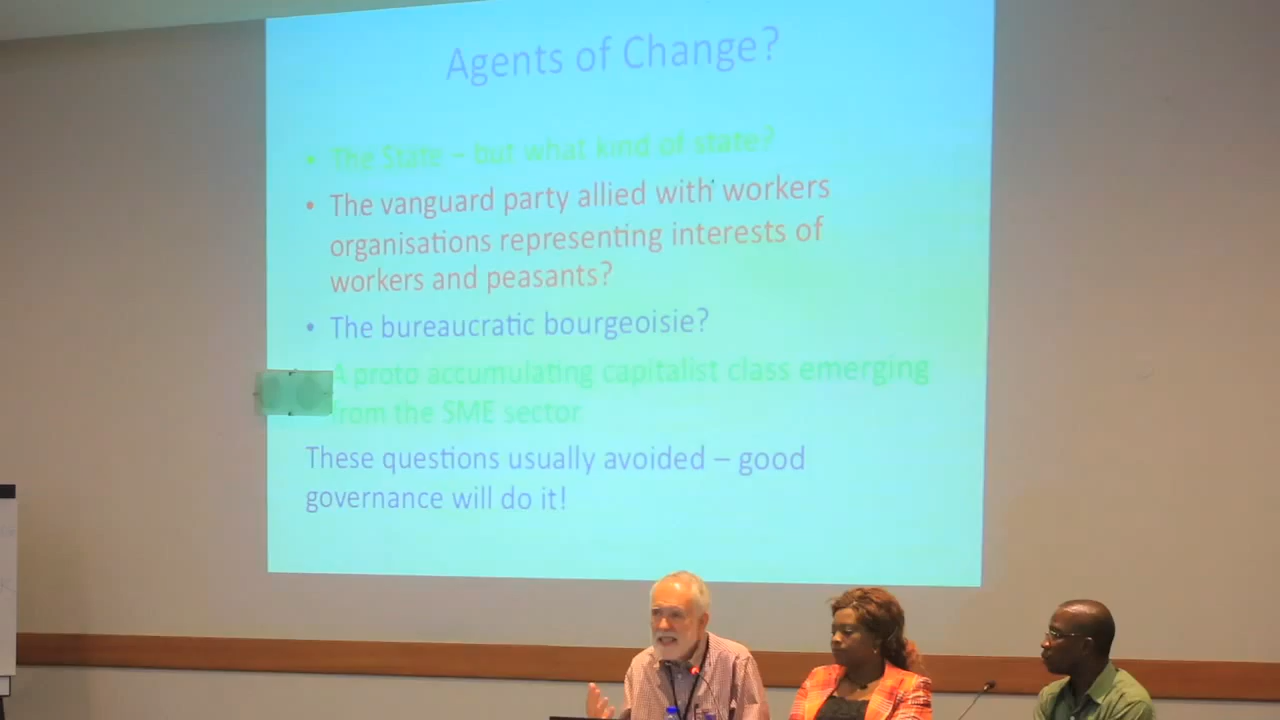 Agents of Change?
• The State – but what kind of state?
• The vanguard party allied with workers
organisations representing interests of
workers and peasants?
• The bureaucratic bourgeoisie?
A proto accumulating capitalist class emerging
from the SME sector
These questions usually avoided – good
governance will do it!